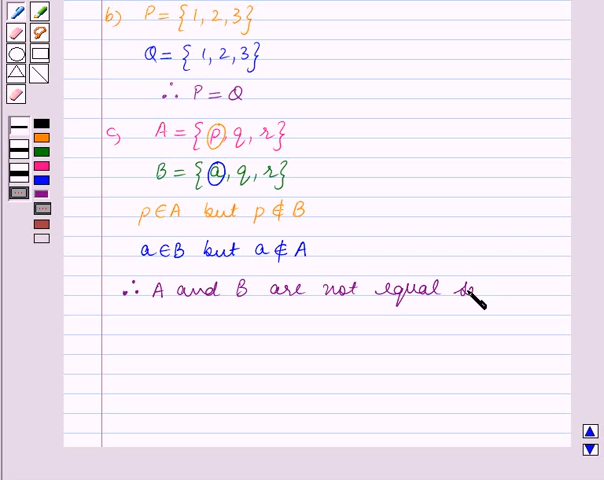 b) P = {1, 2, 3}
Q = {1, 2, 3}
∴ P = Q
c, A = {p, q, r}
B = {a, q, r}
p ∈ A but p ∉ B
a ∈ B but a ∉ A
∴ A and B are not equal